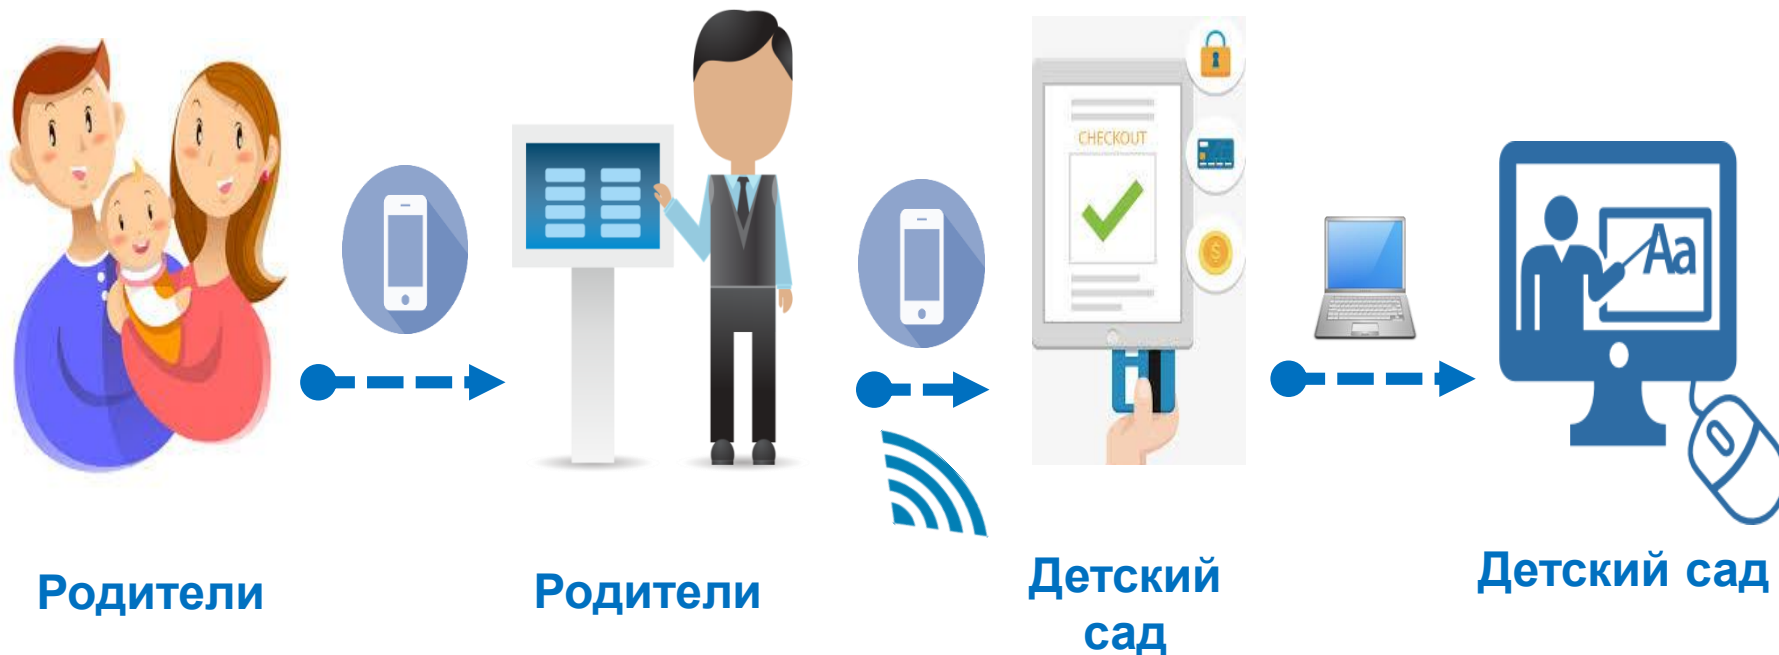 CHECKOUT
Aa
Родители
Родители
Детский
сад
Детский сад